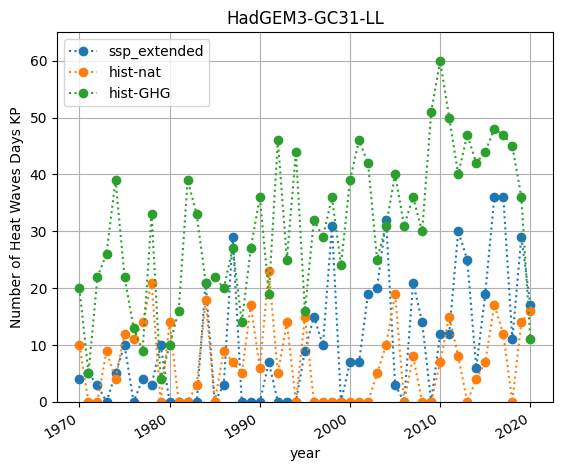 HadGEM3-GC31-LL
Number of Heat Waves Days KP
60
50
40
30
20
10
0
ssp_extended
hist-nat
hist-GHG
1970
1980
1990
2000
2010
2020
year